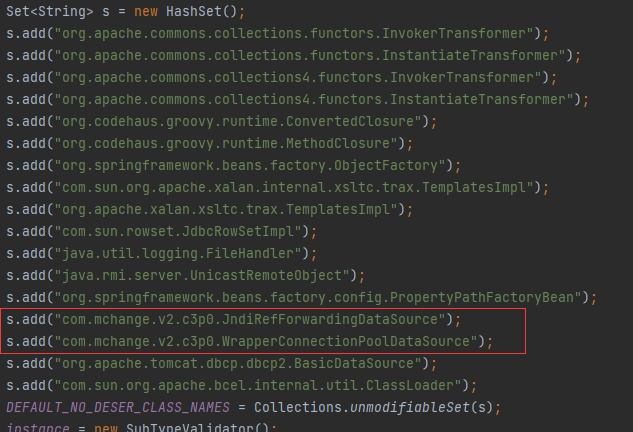 Set<String> s = new HashSet();
s.add("org.apache.commons.collections.functors.InvokerTransformer");
s.add("org.apache.commons.collections.functors.InstantiateTransformer");
s.add("org.apache.commons.collections4.functors.InvokerTransformer");
s.add("org.apache.commons.collections4.functors.InstantiateTransformer");
s.add("org.codehaus.groovy.runtime.ConvertedClosure");
s.add("org.codehaus.groovy.runtime.MethodClosure");
s.add("org.springframework.beans.factory.ObjectFactory");
s.add("com.sun.org.apache.xalan.internal.xsltc.trax.TemplatesImpl");
s.add("org.apache.xalan.xsltc.trax.TemplatesImpl");
s.add("com.sun.rowset.JdbcRowSetImpl");
s.add("java.util.logging.FileHandler");
s.add("java.rmi.server.UnicastRemoteObject");
s.add("org.springframework.beans.factory.config.PropertyPathFactoryBean");
s.add("com.mchange.v2.c3p0.JndiRefForwardingDataSource");
s.add("com.mchange.v2.c3p0.WrapperConnectionPoolDataSource");
s.add("org.apache.tomcat.dbcp.dbcp2.BasicDataSource");
s.add("com.sun.org.apache.bcel.internal.util.ClassLoader");
DEFAULT_NO_DESER_CLASS_NAMES = Collections.unmodifiableSet(s);
instance = new SubTypeValidator();